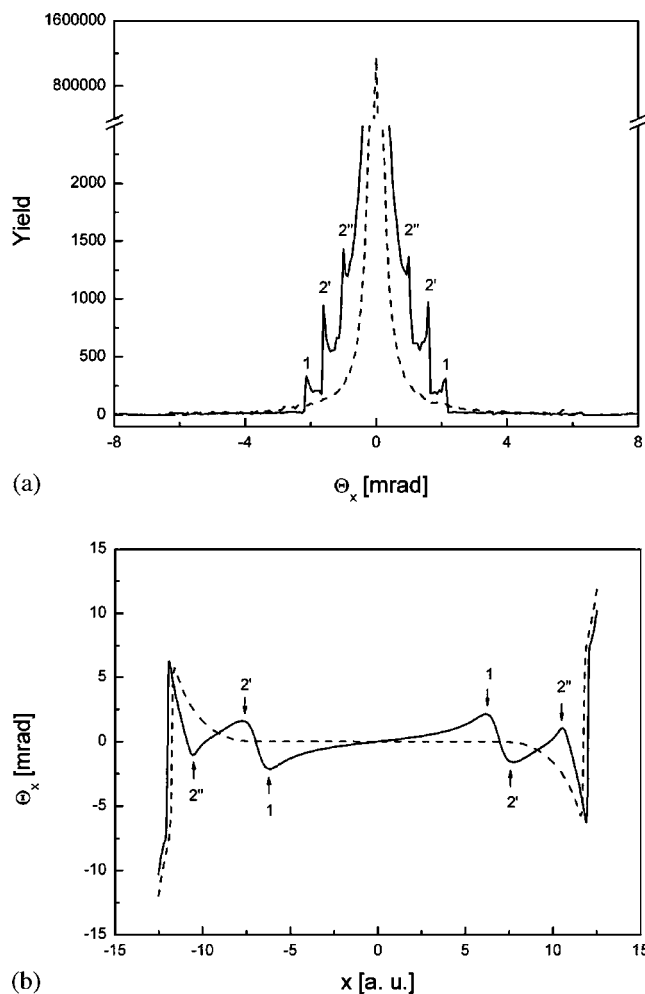 1600000
800000
2000
1500
1000
500
0
Yield
2'' 2''
2' 2'
1 1
-8 -4 0 4 8
(a)
Θx [mrad]
15
10
5
0
-5
-10
-15
Θx [mrad]
2' 1 2''
2'' 1 2'
-15 -10 -5 0 5 10 15
(b)
x [a. u.]